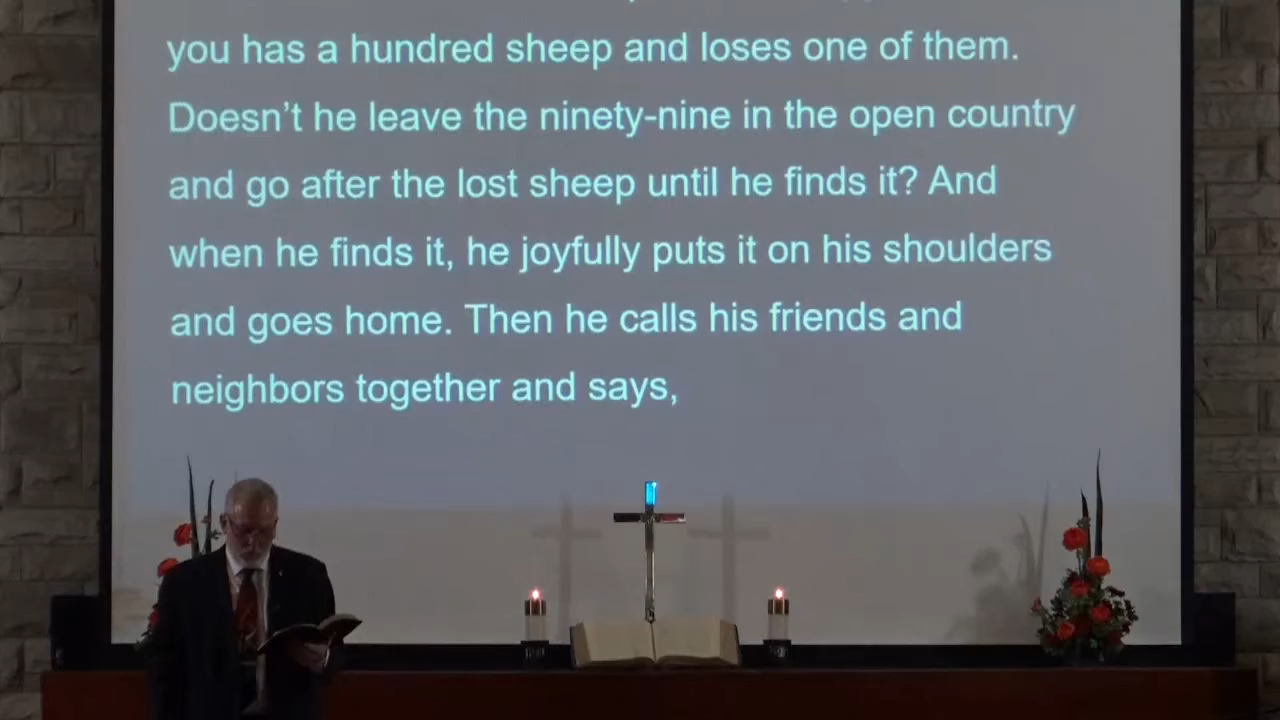 you has a hundred sheep and loses one of them.
Doesn’t he leave the ninety-nine in the open country
and go after the lost sheep until he finds it? And
when he finds it, he joyfully puts it on his shoulders
and goes home. Then he calls his friends and
neighbors together and says,